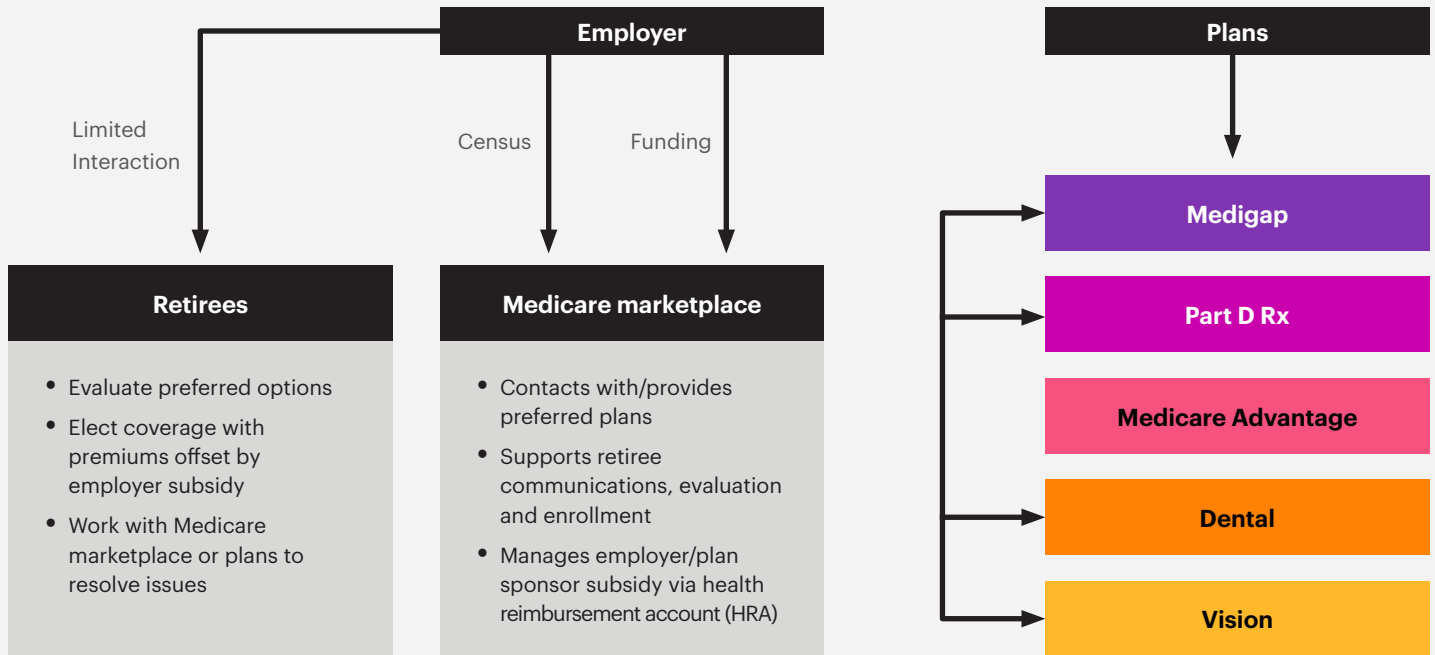 Employer
Plans
Limited
Interaction
Census
Funding
Retirees
• Evaluate preferred options
• Elect coverage with
premiums offset by
employer subsidy
• Work with Medicare
marketplace or plans to
resolve issues
Medicare marketplace
• Contacts with/provides
preferred plans
• Supports retiree
communications, evaluation
and enrollment
• Manages employer/plan
sponsor subsidy via health
reimbursement account (HRA)
Medigap
Part D Rx
Medicare Advantage
Dental
Vision